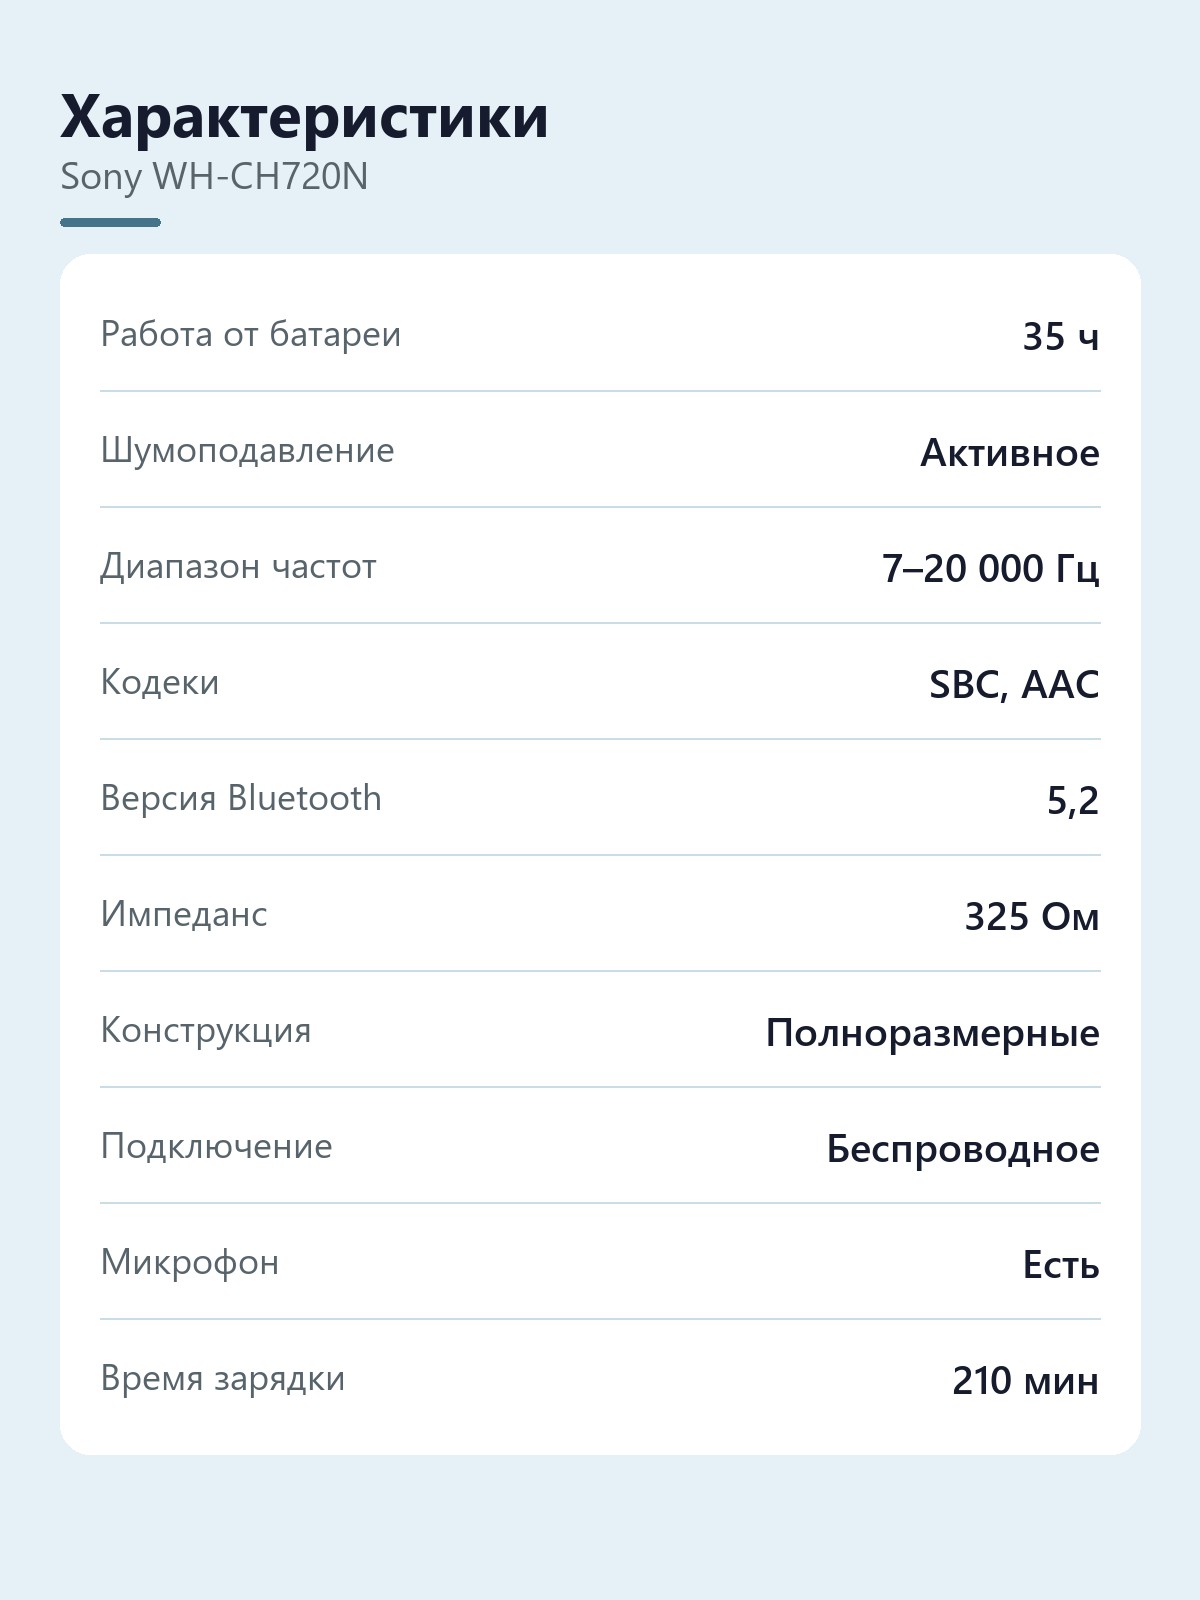 Характеристики
Sony WH-CH720N
Работа от батареи 35 ч
Шумоподавление Активное
Диапазон частот 7–20 000 Гц
Кодеки SBC, AAC
Версия Bluetooth 5,2
Импеданс 325 Ом
Конструкция Полноразмерные
Подключение Беспроводное
Микрофон Есть
Время зарядки 210 мин